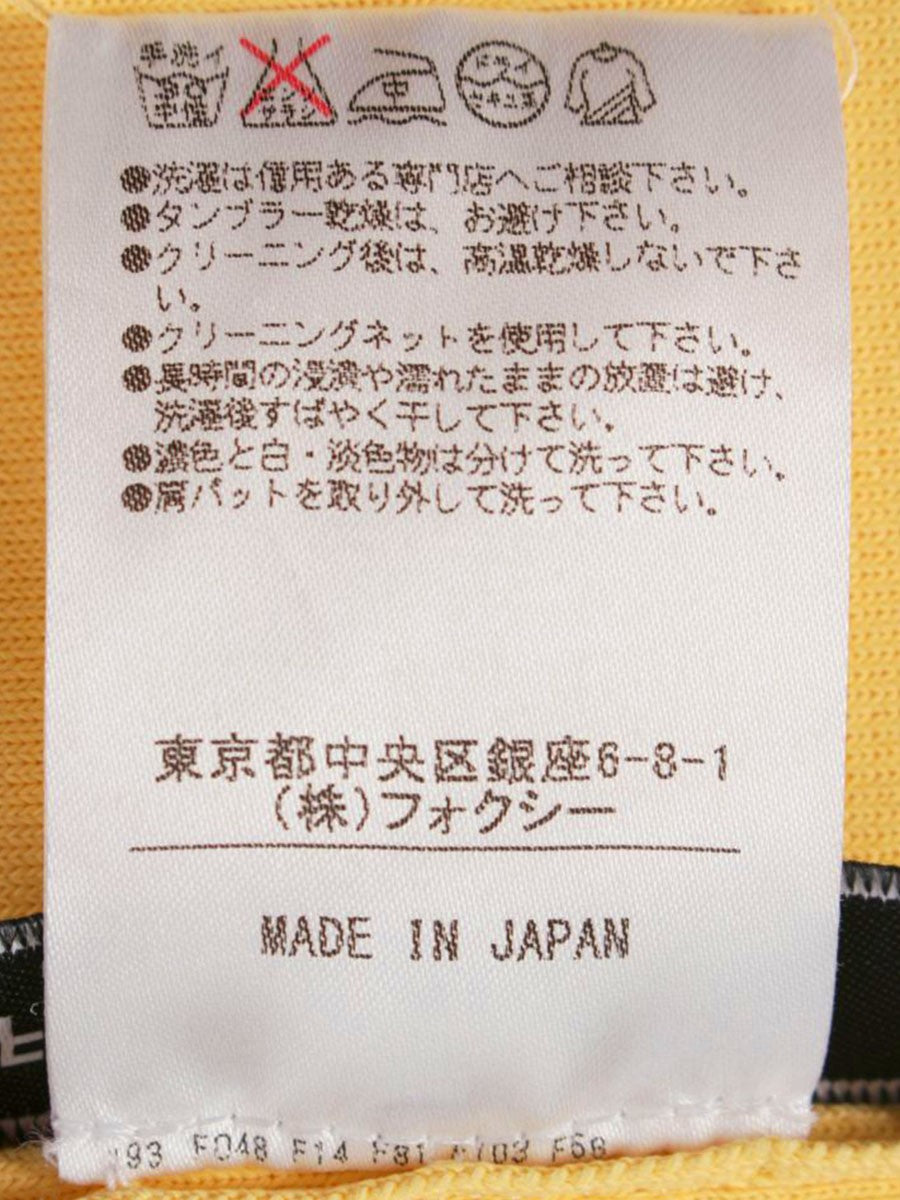 手洗イ
中
ドライ
セキユ系
●洗濯は信用ある専門店へご相談下さい。
●タンブラー乾燥は、お避け下さい。
●クリーニング後は、高温乾燥しないで下さ
い。
●クリーニングネットを使用して下さい。
●長時間の浸漬や濡れたままの放置は避け、
洗濯後すばやく干して下さい。
●濃色と白・淡色物は分けて洗って下さい。
●肩パットを取り外して洗って下さい。
東京都中央区銀座6-8-1
(株)フォクシー
MADE IN JAPAN
F048 F14 F81 F56